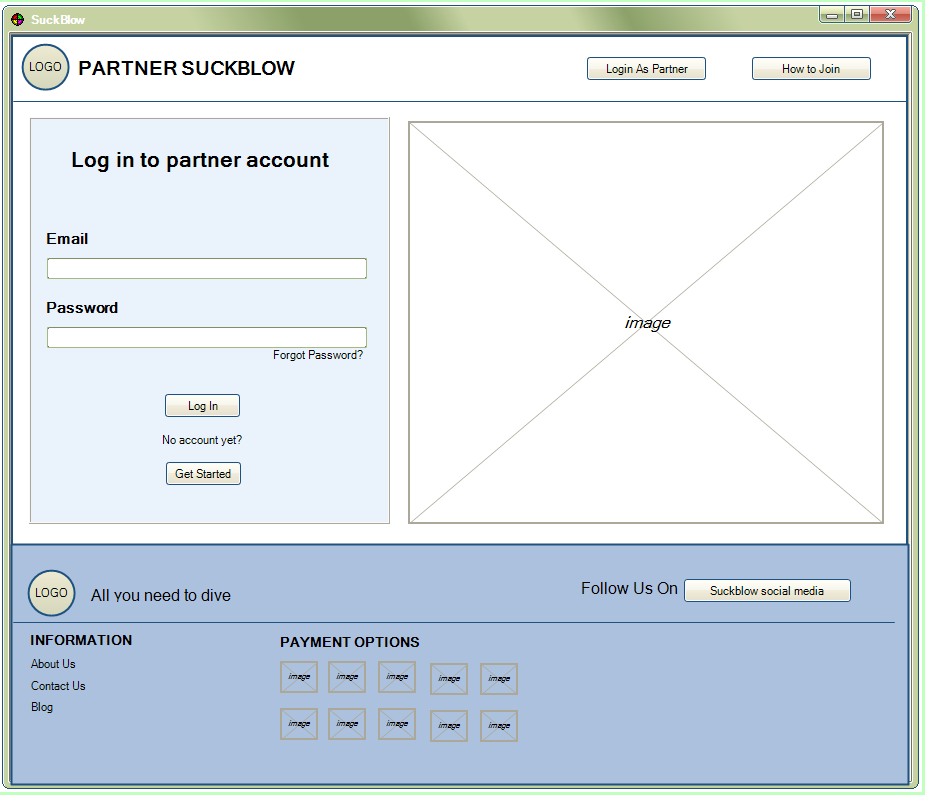 SuckBlow
LOGO
PARTNER SUCKBLOW
Login As Partner
How to Join
Log in to partner account
Email
Password
Forgot Password?
Log In
No account yet?
Get Started
image
LOGO
All you need to dive
Follow Us On
Suckblow social media
INFORMATION
About Us
Contact Us
Blog
PAYMENT OPTIONS
image image image image image
image image image image image